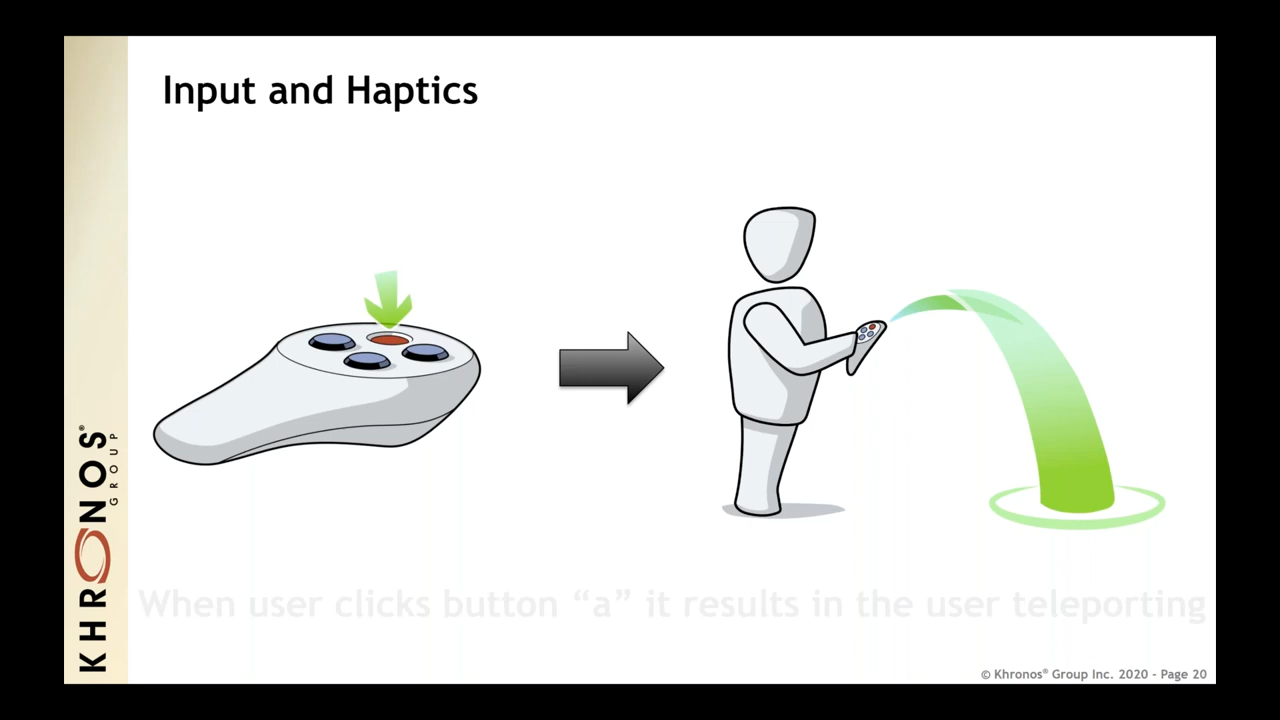 Input and Haptics
KHRONOS®
GROUP
When user clicks button “a” it results in the user teleporting
© Khronos® Group Inc. 2020 - Page 20